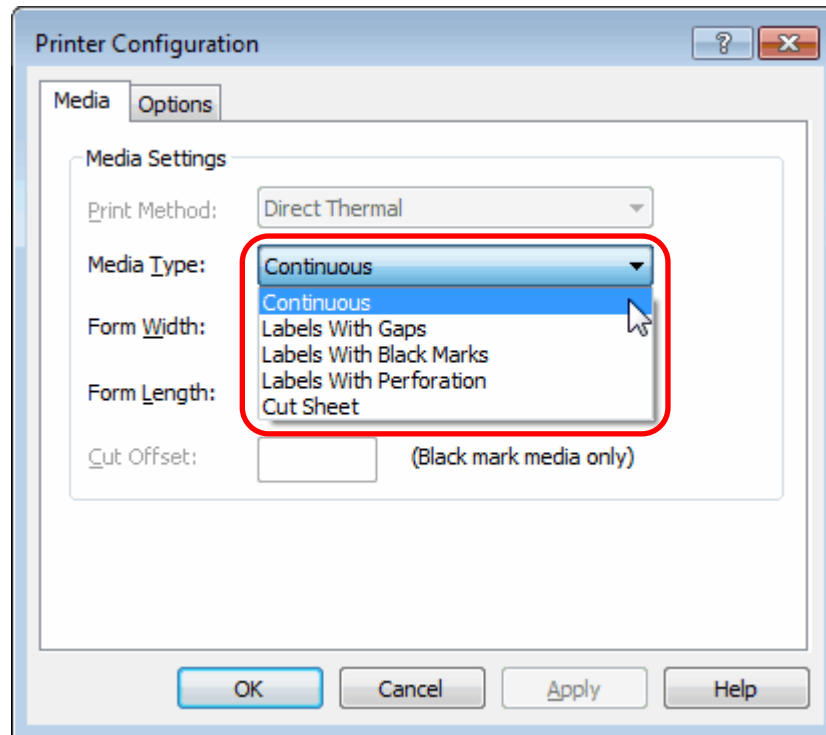 Printer Configuration
Media Options
Media Settings
Print Method: Direct Thermal
Media Type: Continuous
Continuous
Form Width: Labels With Gaps
Labels With Black Marks
Form Length: Labels With Perforation
Cut Sheet
Cut Offset: (Black mark media only)
OK Cancel Apply Help